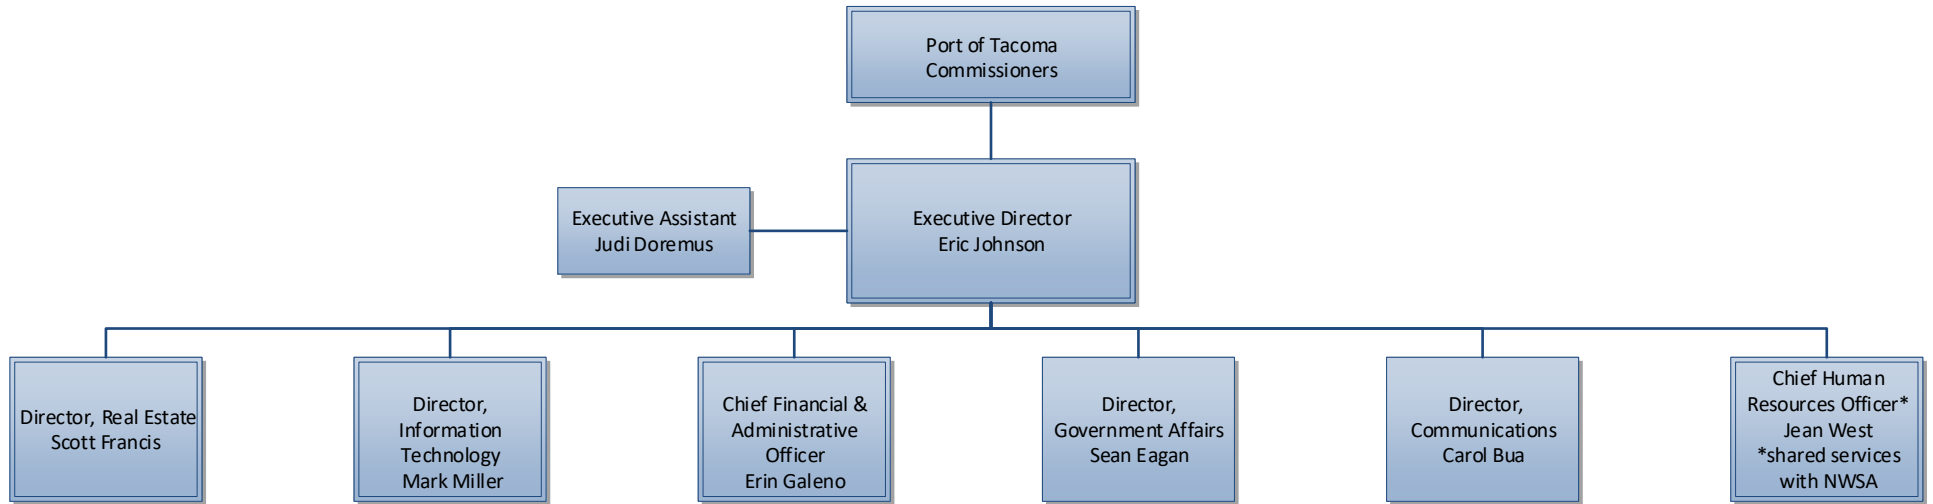 Port of Tacoma
Commissioners
Executive Assistant
Judi Doremus
Executive Director
Eric Johnson
Director, Real Estate
Scott Francis
Director,
Information
Technology
Mark Miller
Chief Financial &
Administrative
Officer
Erin Galeno
Director,
Government Affairs
Sean Eagan
Director,
Communications
Carol Bua
Chief Human
Resources Officer*
Jean West
*shared services
with NWSA